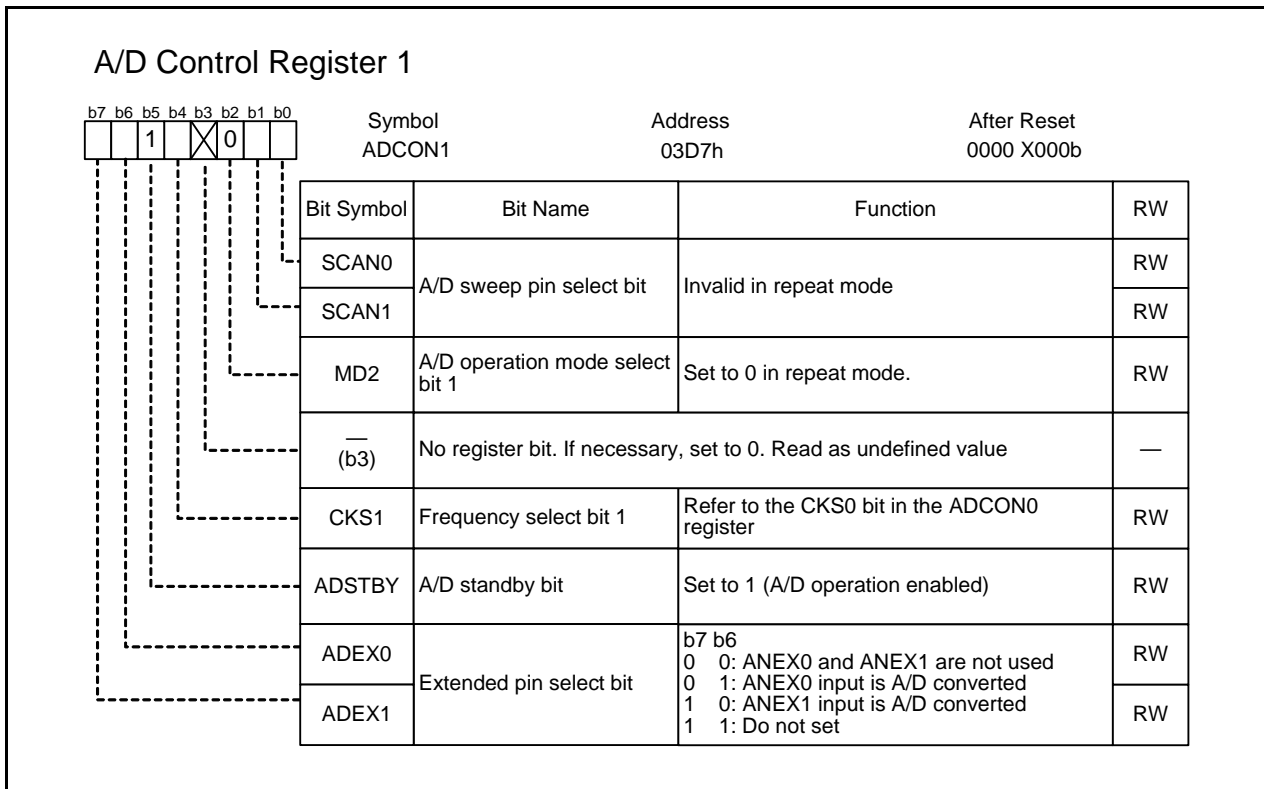 A/D Control Register 1
b7 b6 b5 b4 b3 b2 b1 b0
1 0
Symbol Address After Reset
ADCON1 03D7h 0000 X000b
Bit Symbol Bit Name Function RW
SCAN0 A/D sweep pin select bit Invalid in repeat mode RW
SCAN1 RW
MD2 A/D operation mode select
bit 1 Set to 0 in repeat mode. RW
—
(b3) No register bit. If necessary, set to 0. Read as undefined value —
CKS1 Frequency select bit 1 Refer to the CKS0 bit in the ADCON0
register RW
ADSTBY A/D standby bit Set to 1 (A/D operation enabled) RW
ADEX0 Extended pin select bit b7 b6
0 0: ANEX0 and ANEX1 are not used RW
0 1: ANEX0 input is A/D converted
ADEX1 1 0: ANEX1 input is A/D converted RW
1 1: Do not set